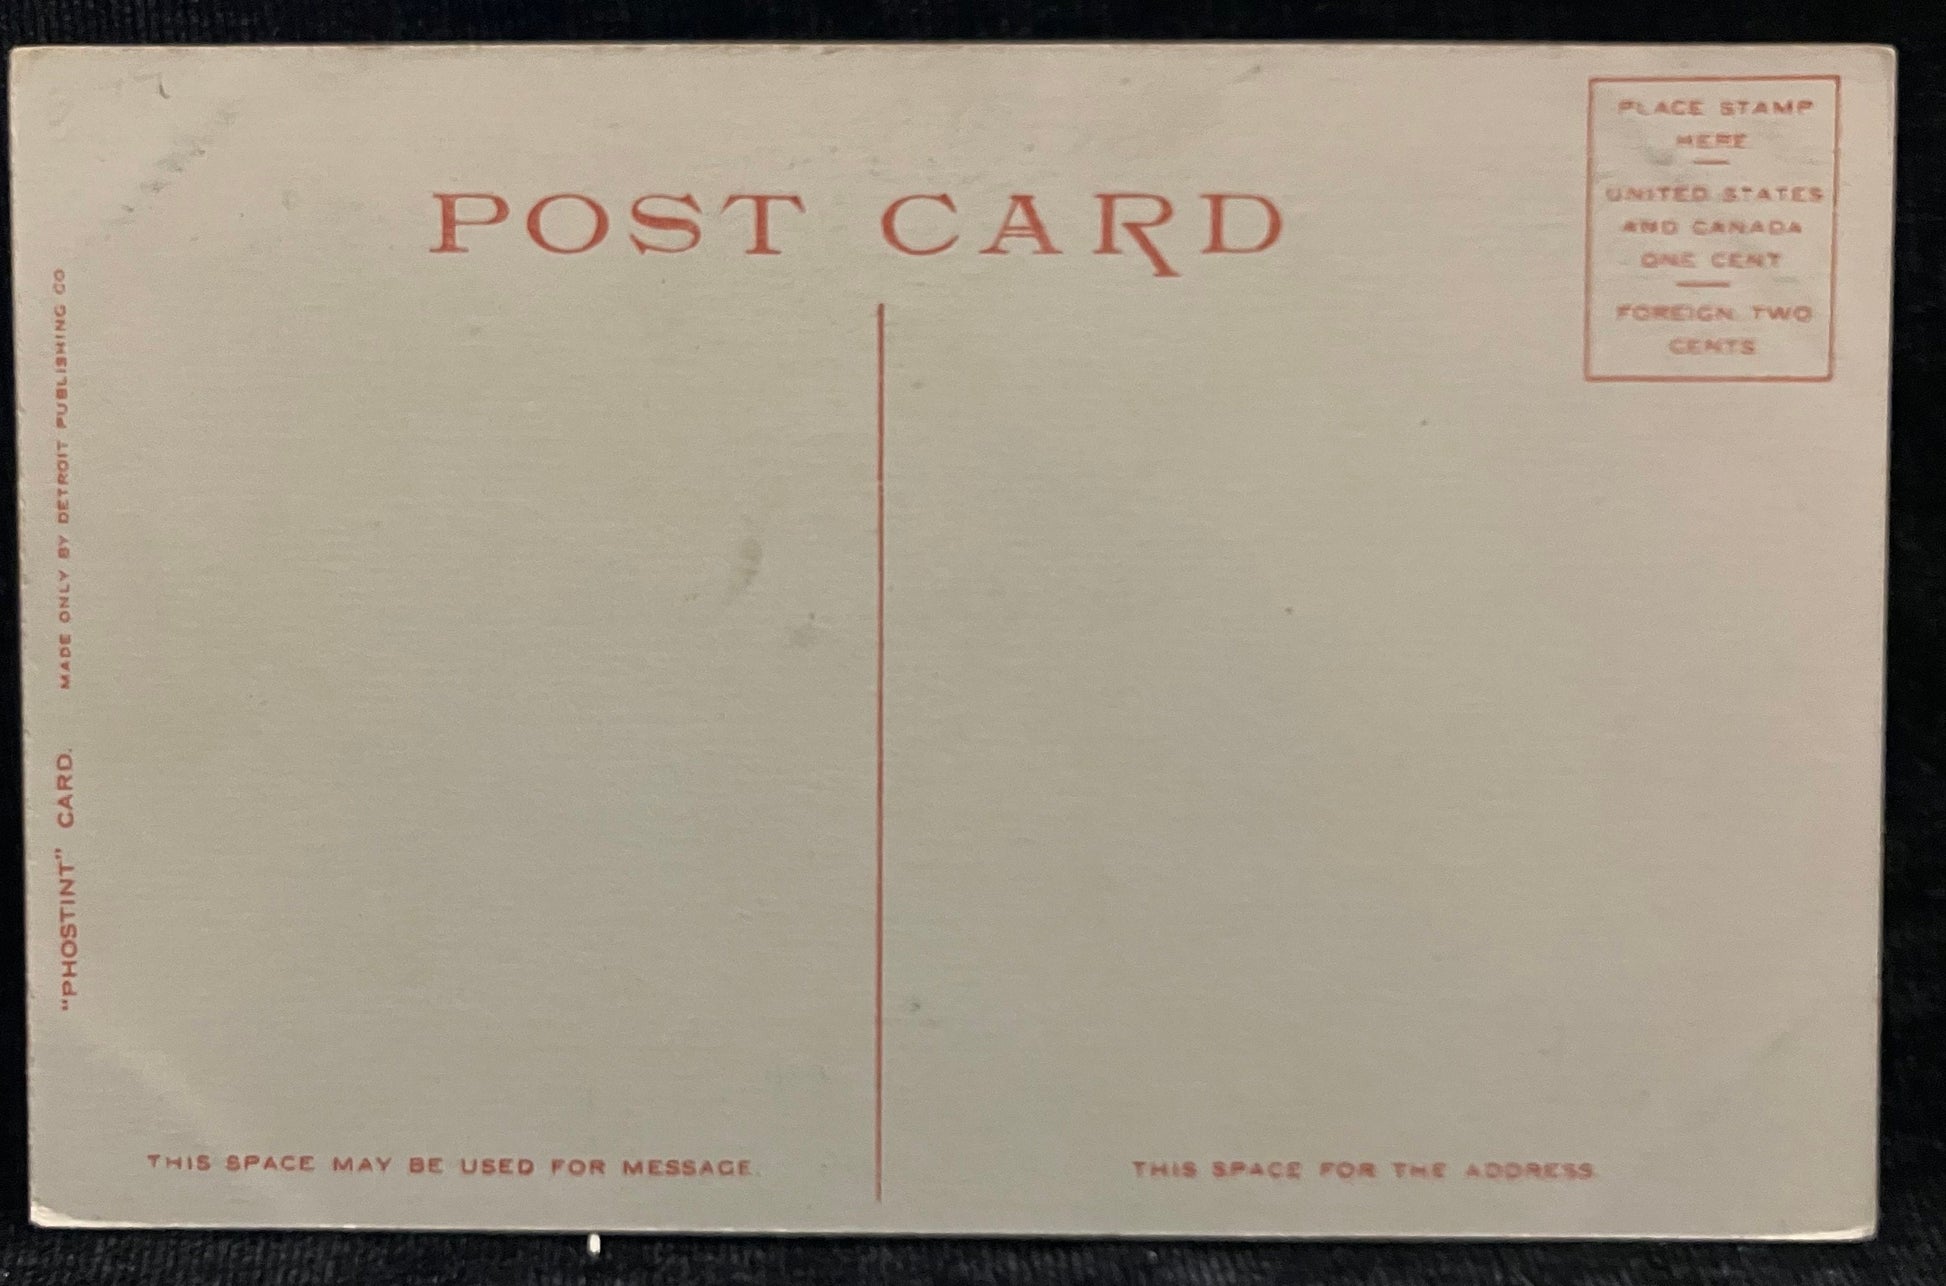 POST CARD
PLACE STAMP
HERE
UNITED STATES
AND CANADA
ONE CENT
FOREIGN TWO
CENTS
"PHOSTINT" CARD. MADE ONLY BY DETROIT PUBLISHING CO
THIS SPACE MAY BE USED FOR MESSAGE.
THIS SPACE FOR THE ADDRESS.